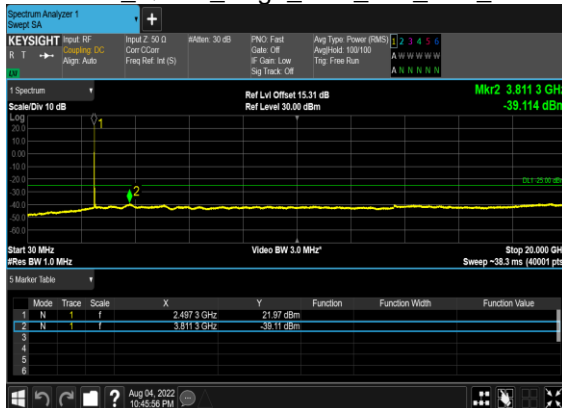 Spectrum Analyzer 1
Swept SA
+
KEYSIGHT Input: RF Input Z: 50 Ω #Atten: 30 dB PNO: Fast Avg Type: Power (RMS) 1 2 3 4 5 6
R T Coupling: DC Corr CCorr Gate: Off Avg|Hold: 100/100 A W W W W W
Align: Auto Freq Ref: Int (S) IF Gain: Low Trig: Free Run
LXI Sig Track: Off A N N N N N
1 Spectrum Ref Lvl Offset 15.31 dB Mkr2 3.811 3 GHz
Scale/Div 10 dB Ref Level 30.00 dBm -39.114 dBm
Log
1
20.0
10.0
0.00
-10.0
-20.0
DL1 -25.00 dBm
-30.0
2
-40.0
-50.0
-60.0
Start 30 MHz Video BW 3.0 MHz* Stop 20.000 GH
#Res BW 1.0 MHz Sweep ~38.3 ms (40001 pts
5 Marker Table
Mode Trace Scale X Y Function Function Width Function Value
1 N 1 f 2.497 3 GHz 21.97 dBm
2 N 1 f 3.811 3 GHz -39.11 dBm
3
4
5
6
? Aug 04, 2022
10:45:56 PM